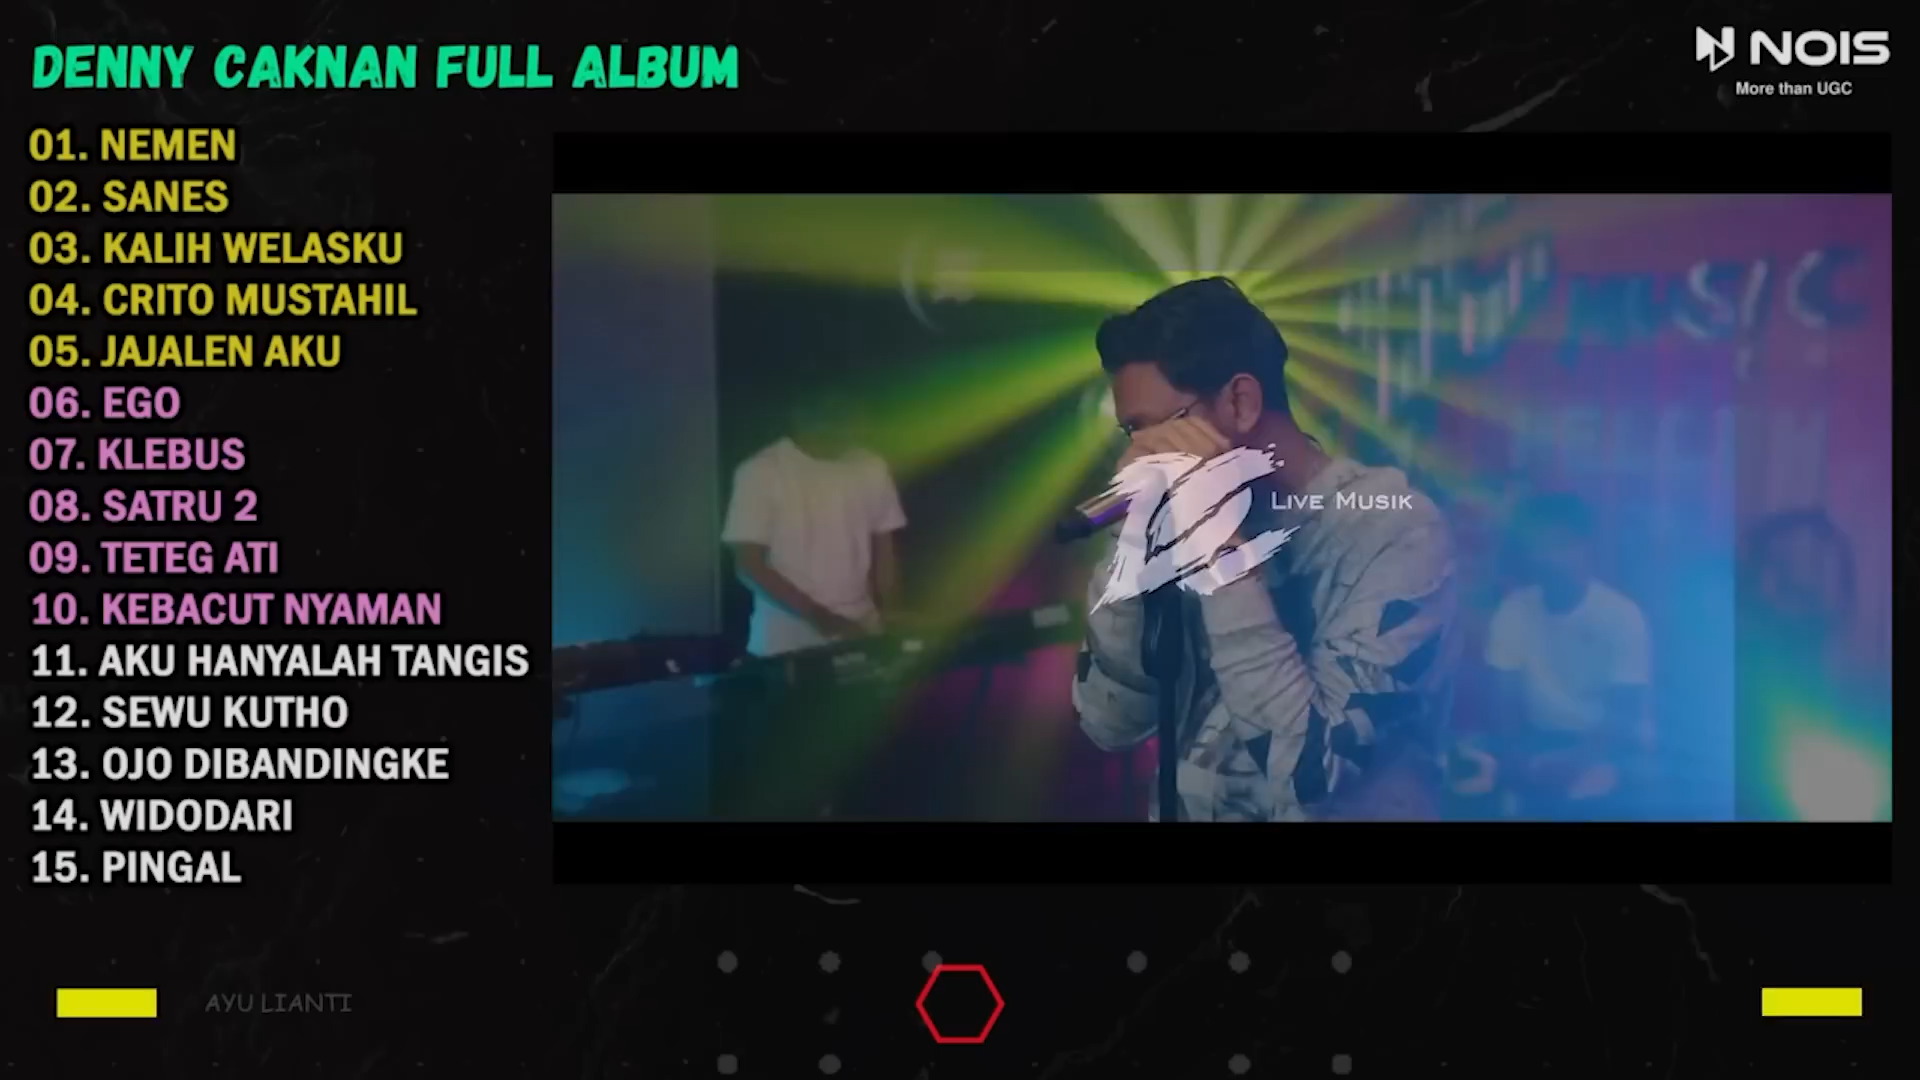 DENNY CAKNAN FULL ALBUM
NOIS
More than UGC
01. NEMEN
02. SANES
03. KALIH WELASKU
04. CRITO MUSTAHIL
05. JAJALEN AKU
06. EGO
07. KLEBUS
08. SATRU 2
09. TETEG ATI
10. KEBACUT NYAMAN
11. AKU HANYALAH TANGIS
12. SEWU KUTHO
13. OJO DIBANDINGKE
14. WIDODARI
15. PINGAL
MUSIC
LIVE MUSIK
AYU LIANTI